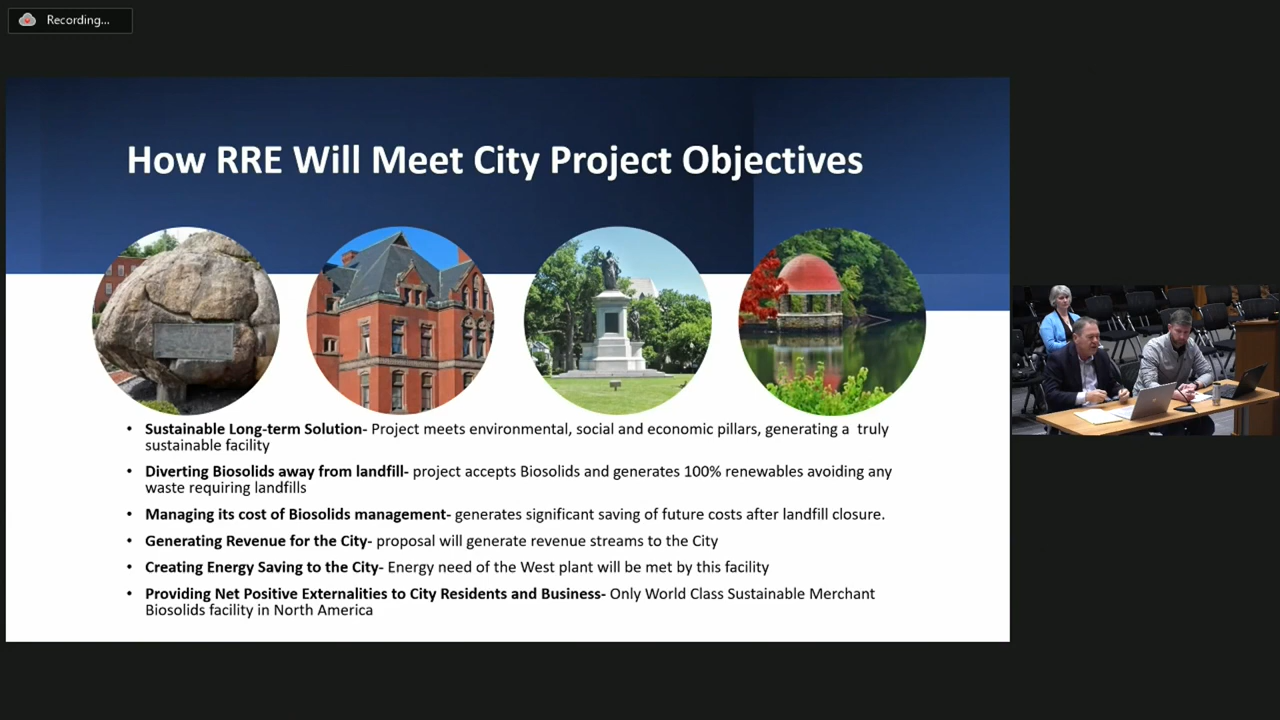 Recording...
How RRE Will Meet City Project Objectives
• Sustainable Long-term Solution- Project meets environmental, social and economic pillars, generating a truly
sustainable facility
• Diverting Biosolids away from landfill- project accepts Biosolids and generates 100% renewables avoiding any
waste requiring landfills
• Managing its cost of Biosolids management- generates significant saving of future costs after landfill closure.
• Generating Revenue for the City- proposal will generate revenue streams to the City
• Creating Energy Saving to the City- Energy need of the West plant will be met by this facility
• Providing Net Positive Externalities to City Residents and Business- Only World Class Sustainable Merchant
Biosolids facility in North America